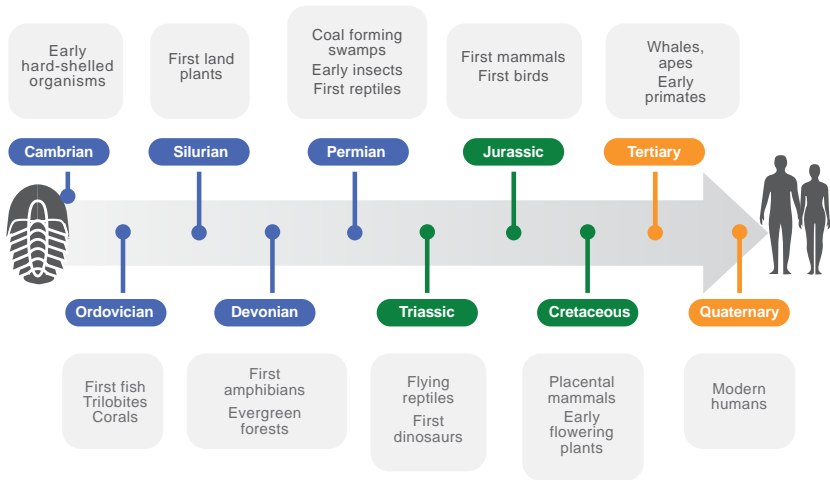 Early
hard-shelled
organisms
First land
plants
Coal forming
swamps
Early insects
First reptiles
First mammals
First birds
Whales,
apes
Early
primates
Cambrian
Silurian
Permian
Jurassic
Tertiary
Ordovician
Devonian
Triassic
Cretaceous
Quaternary
First fish
Trilobites
Corals
First
amphibians
Evergreen
forests
Flying
reptiles
First
dinosaurs
Placental
mammals
Early
flowering
plants
Modern
humans